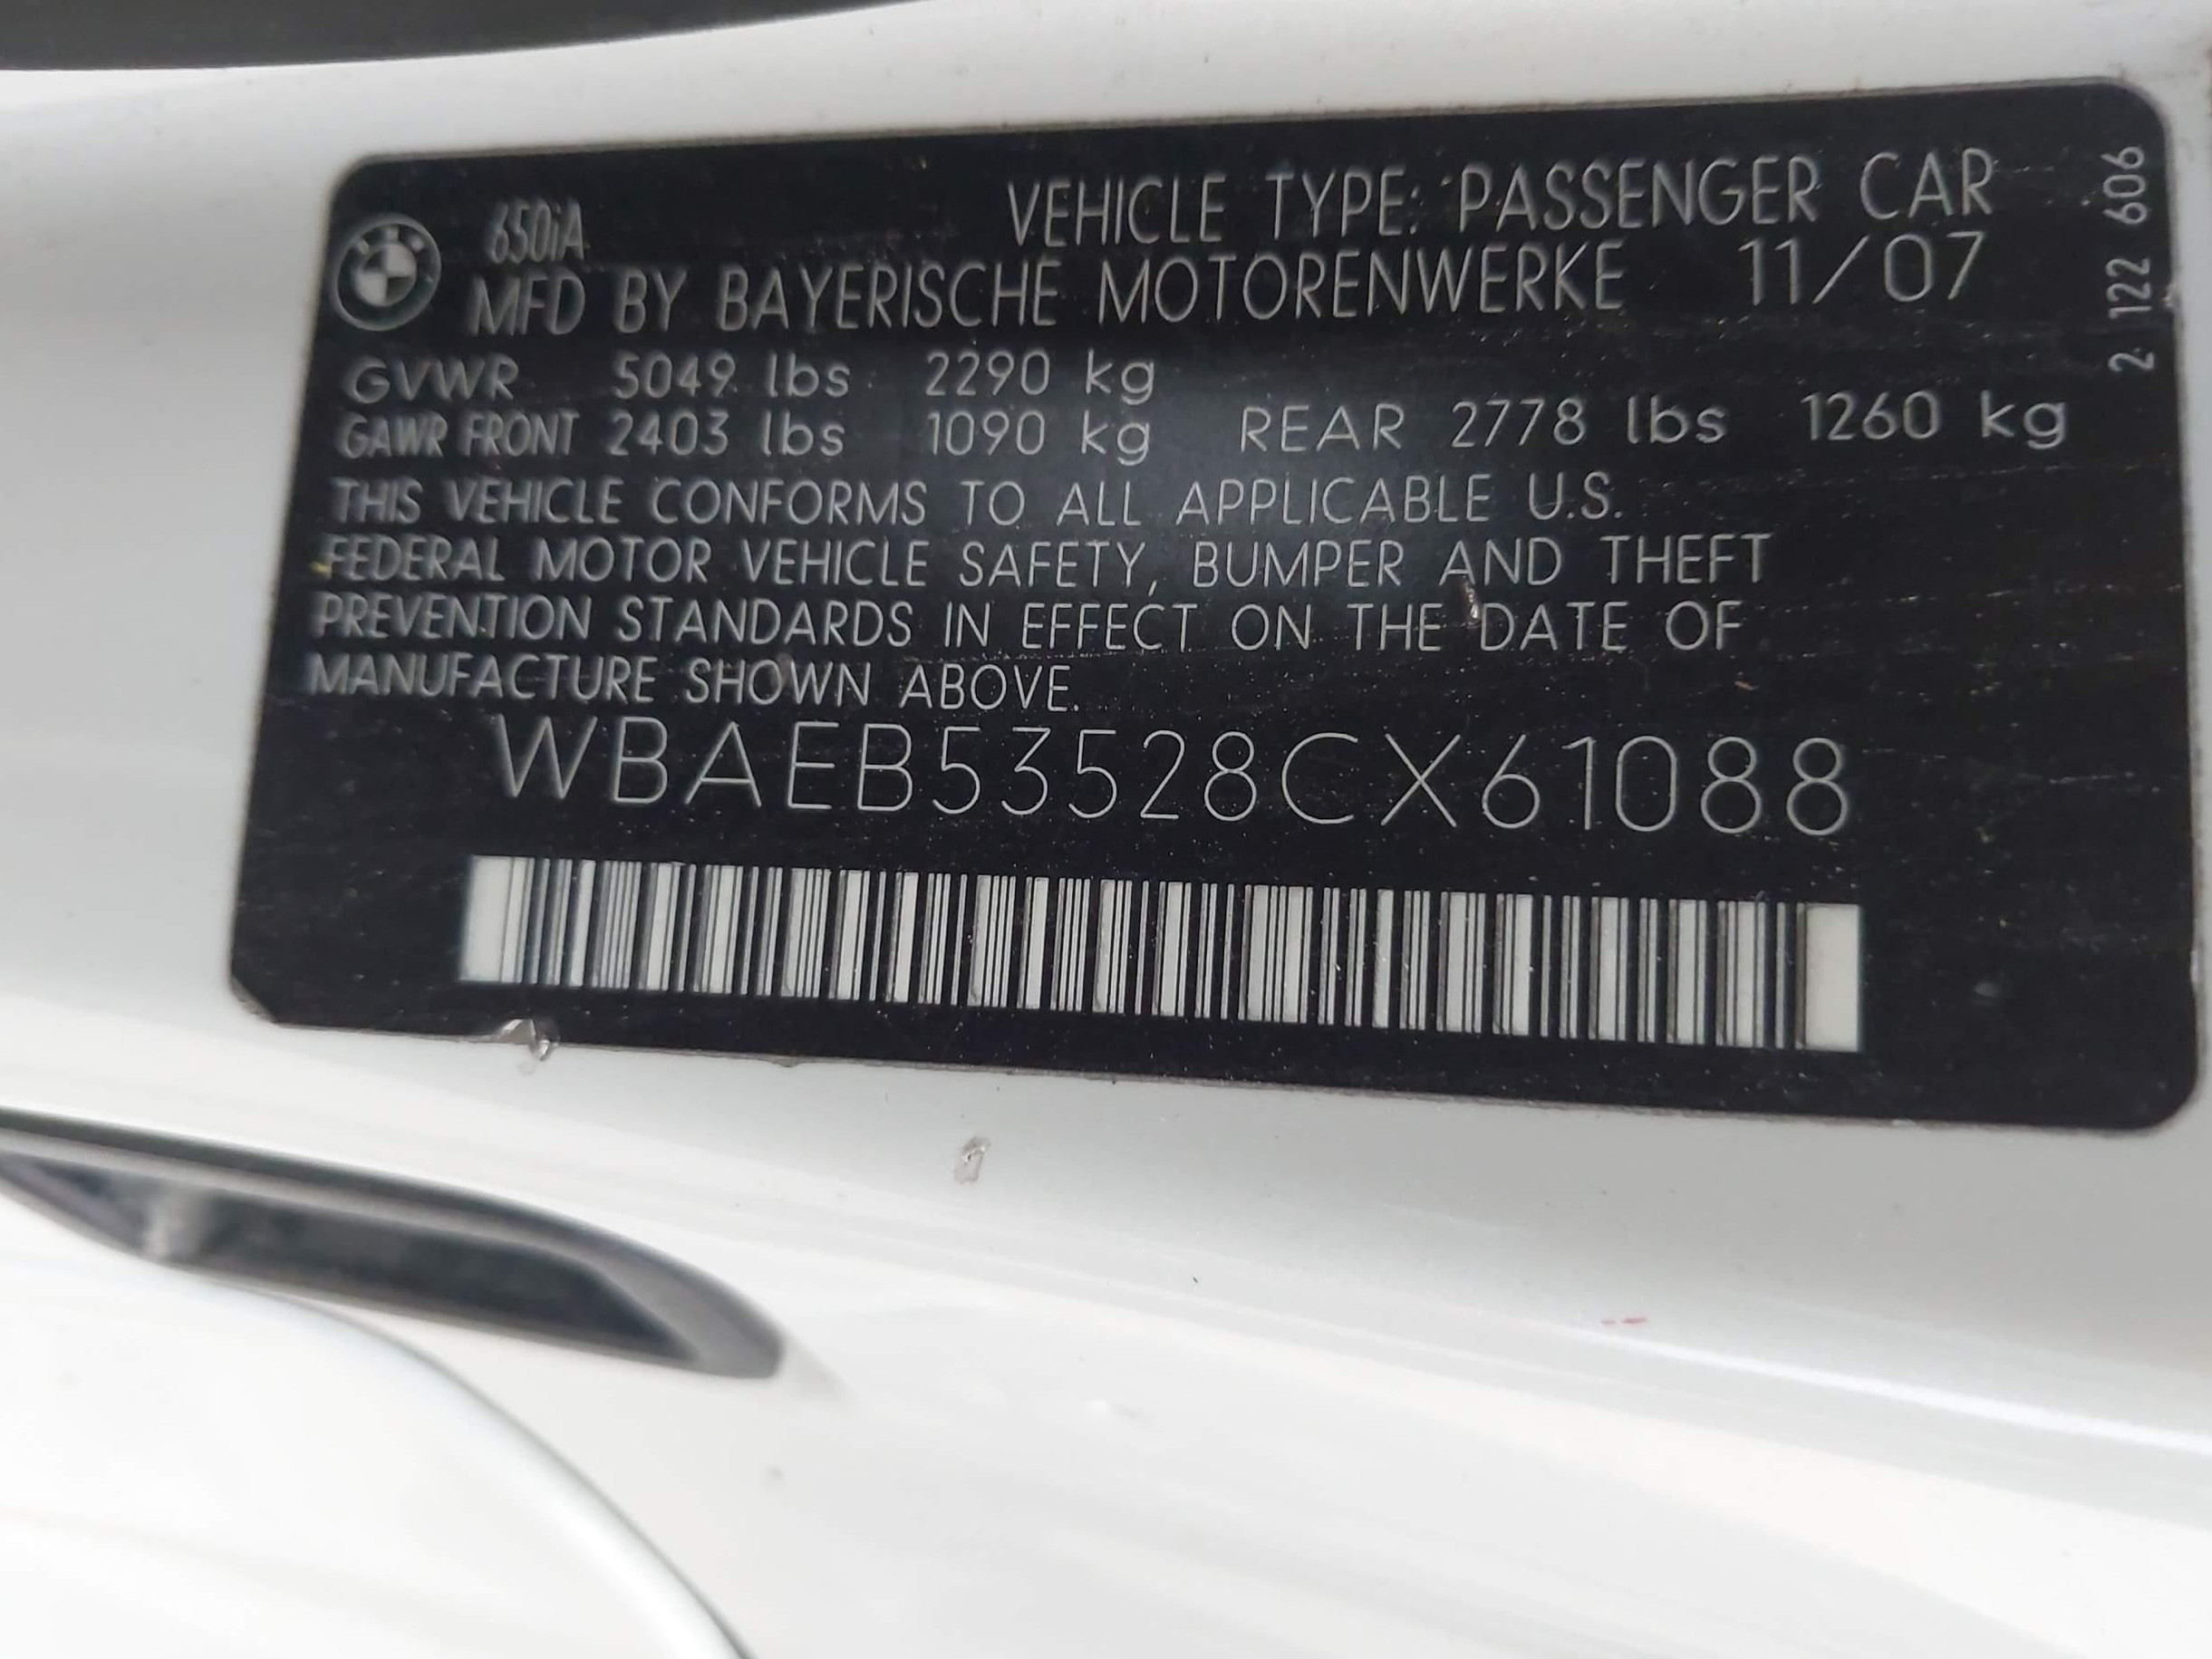 650iA VEHICLE TYPE: PASSENGER CAR
MFD BY BAYERISCHE MOTORENWERKE 11/07
GVWR 5049 lbs 2290 kg
GAWR FRONT 2403 lbs 1090 kg REAR 2778 lbs 1260 kg
THIS VEHICLE CONFORMS TO ALL APPLICABLE U.S.
FEDERAL MOTOR VEHICLE SAFETY, BUMPER AND THEFT
PREVENTION STANDARDS IN EFFECT ON THE DATE OF
MANUFACTURE SHOWN ABOVE.
WBAEB53528CX61088
2 122 606